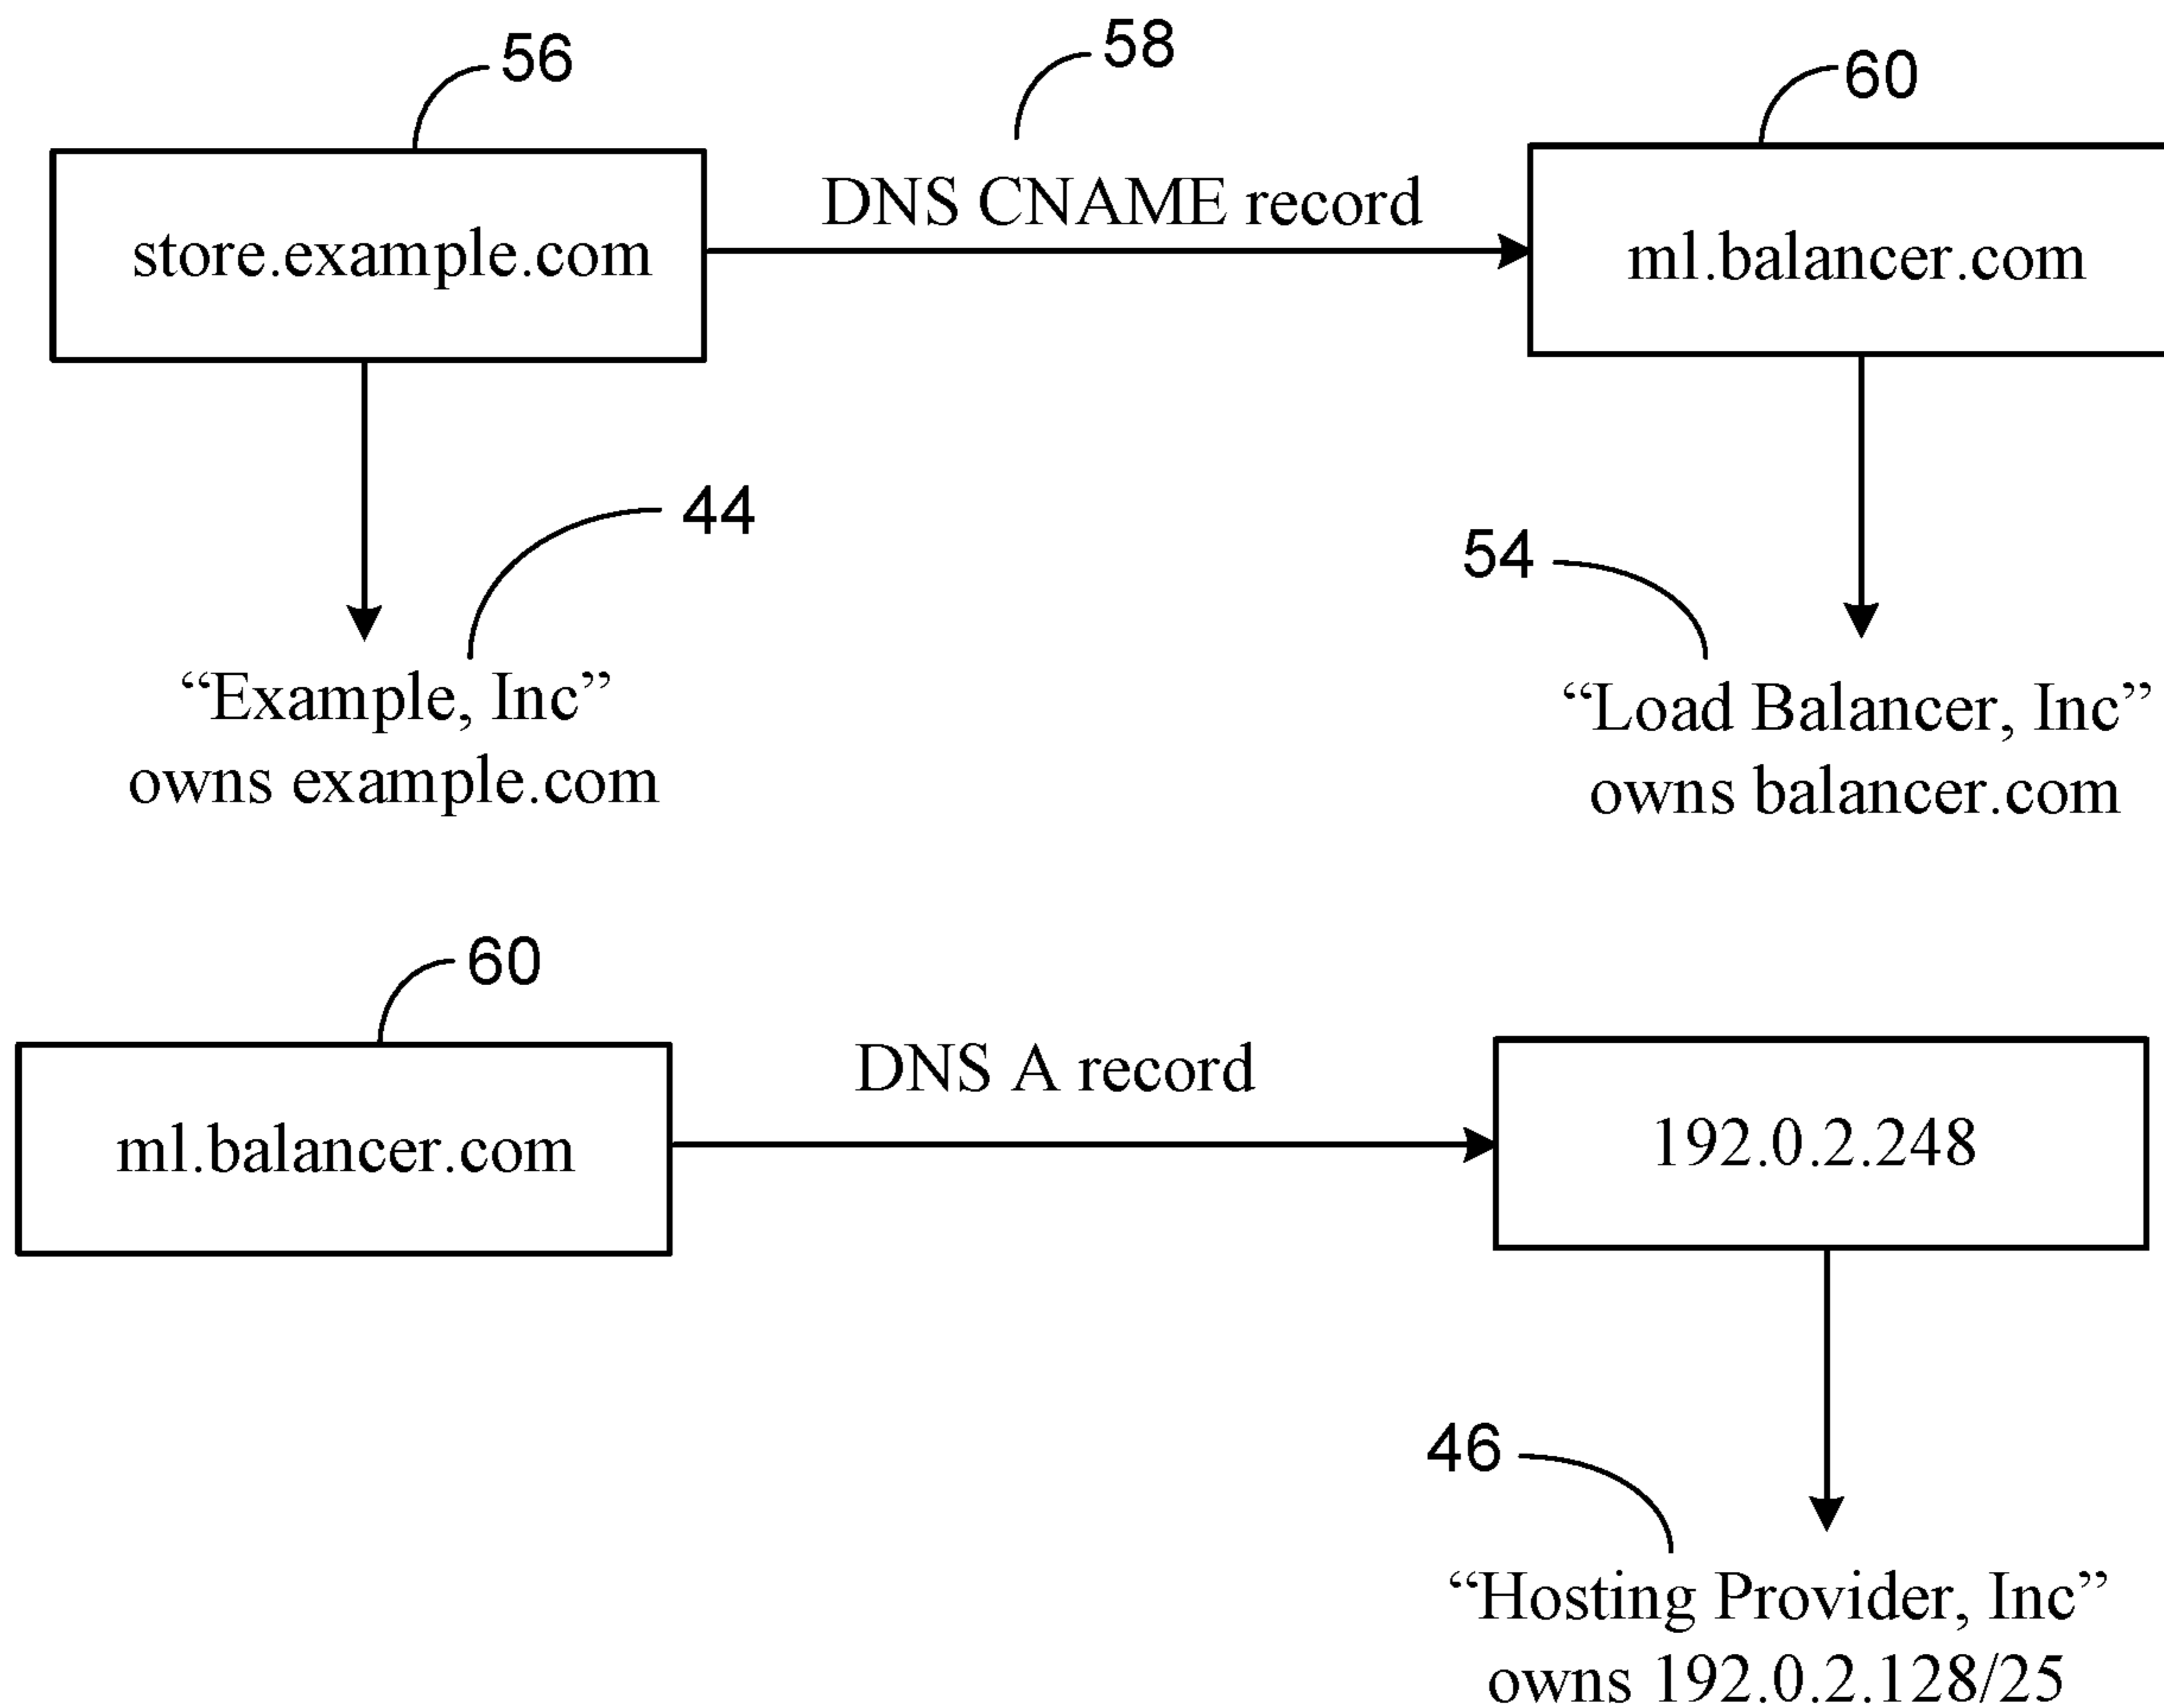 56
58
60
DNS CNAME record
store.example.com
ml.balancer.com
44
54
“Example, Inc”
owns example.com
“Load Balancer, Inc”
owns balancer.com
60
DNS A record
ml.balancer.com
192.0.2.248
46
“Hosting Provider, Inc”
owns 192.0.2.128/25